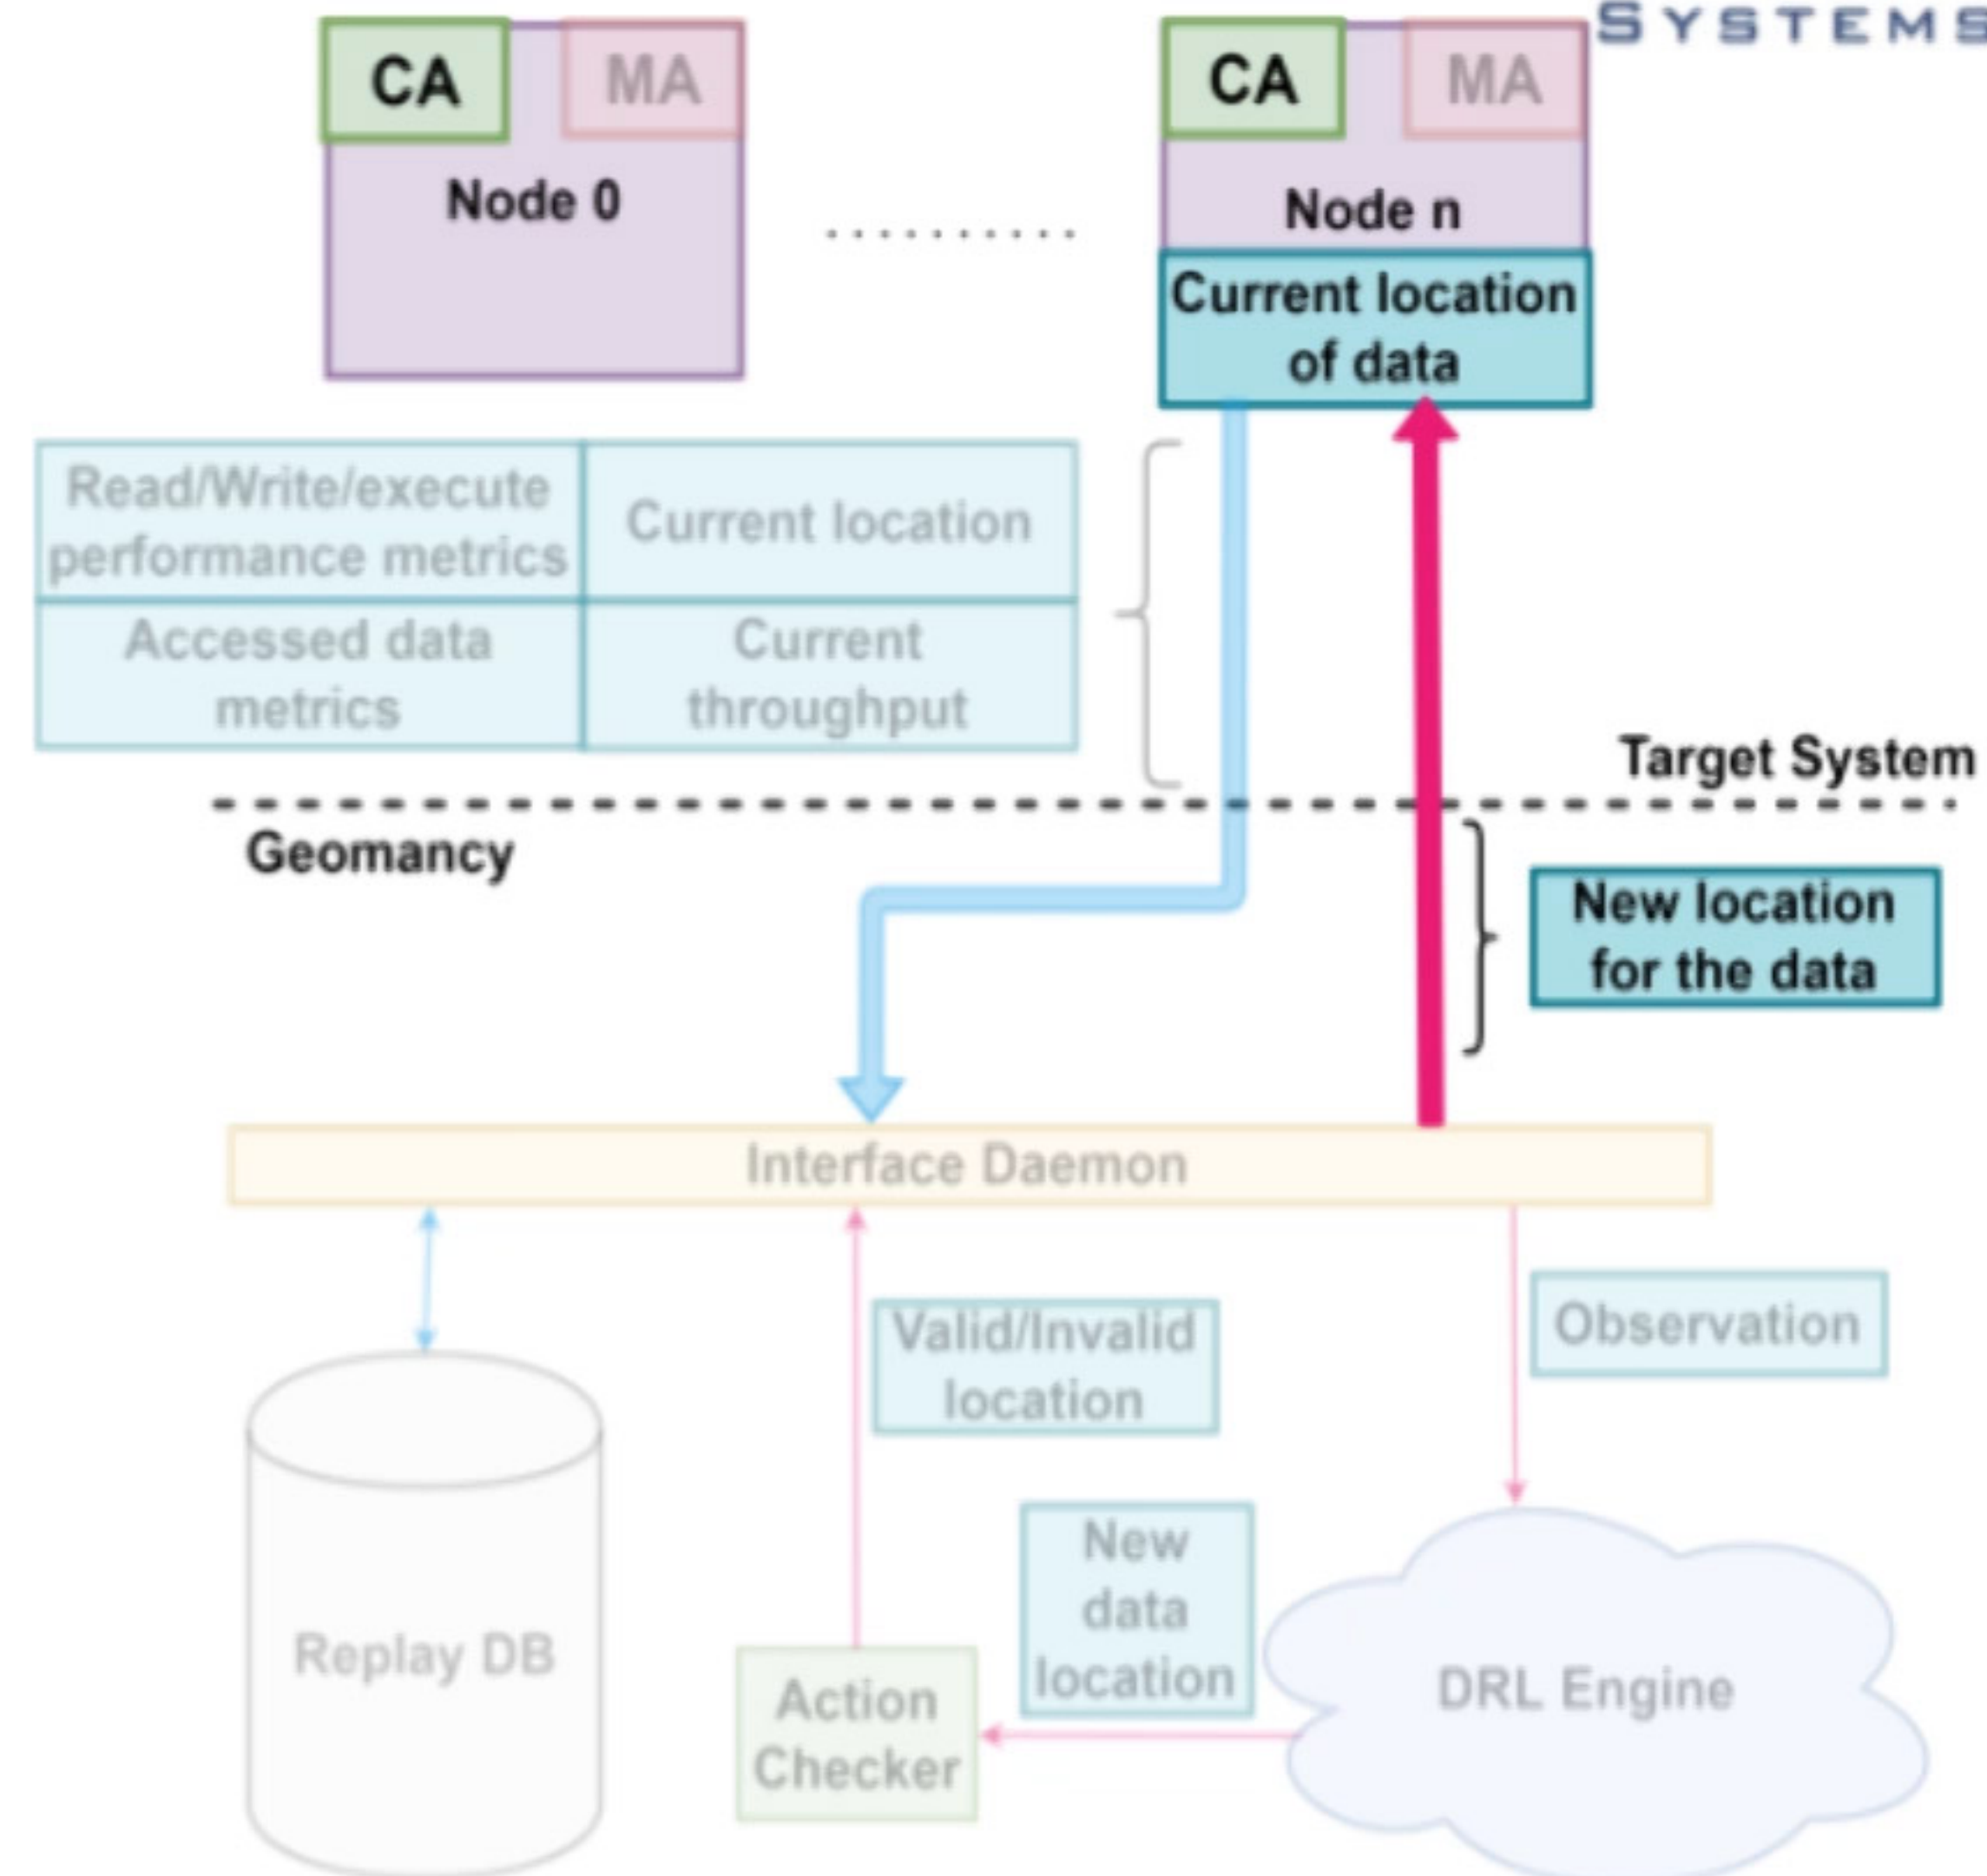 SYSTEMS
CA
MA
Node 0
CA
MA
Node n
Current location
of data
Read/Write/execute
performance metrics
Current location
Accessed data
metrics
Current
throughput
Target System
Geomancy
New location
for the data
Interface Daemon
Valid/Invalid
location
Observation
New
data
location
Replay DB
Action
Checker
DRL Engine